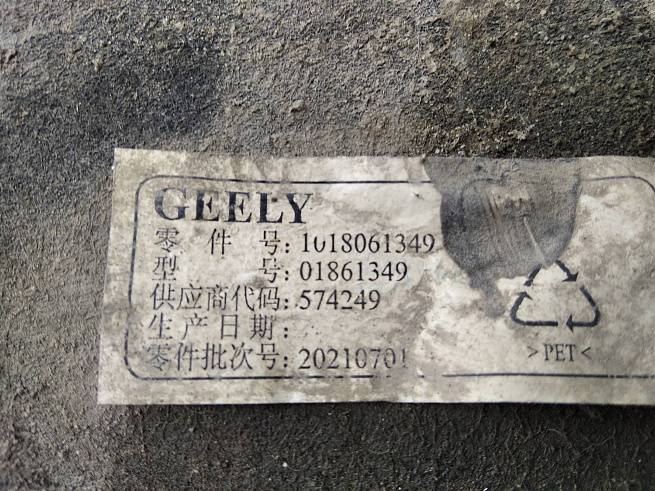 GEELY
零件号: 1018061349
型号: 01861349
供应商代码: 574249
生产日期:
零件批次号: 20210701
>PET<